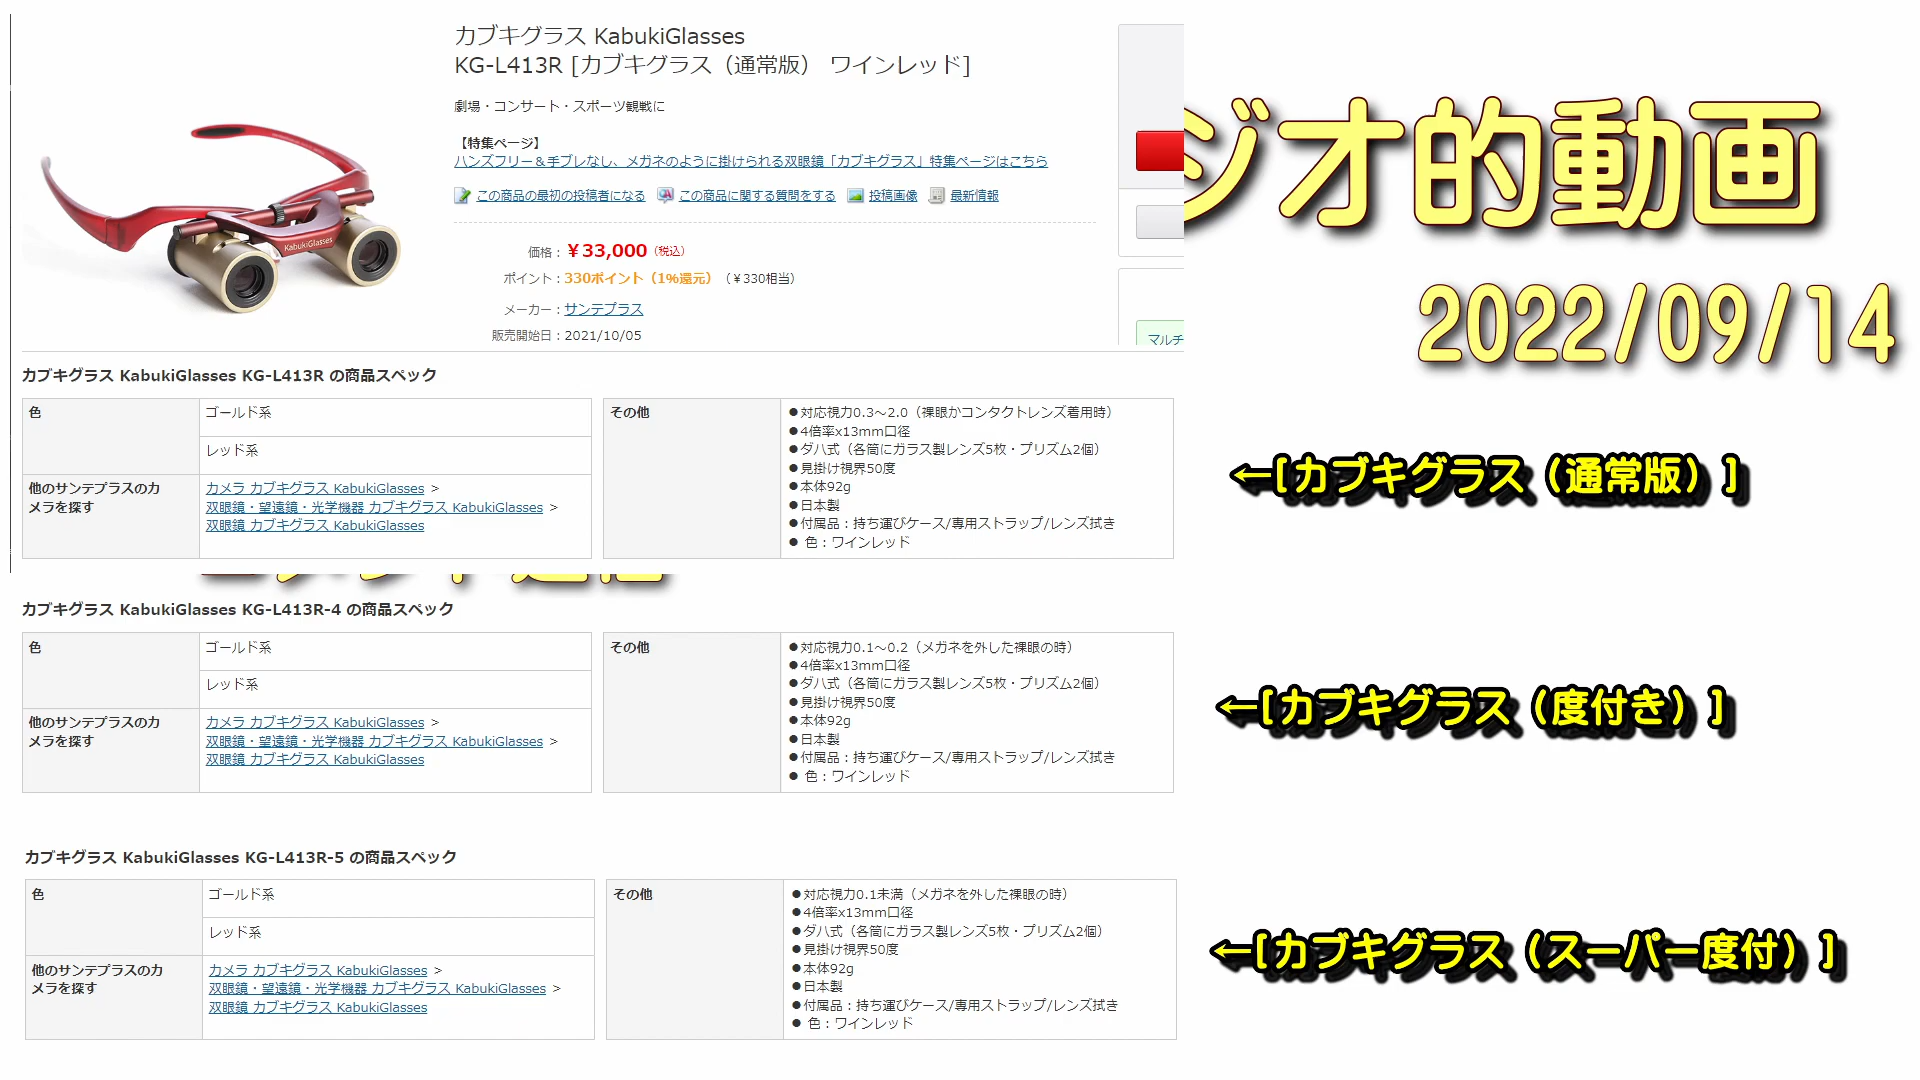 カブキグラス KabukiGlasses
KG-L413R [カブキグラス（通常版） ワインレッド]
劇場・コンサート・スポーツ観戦に
【特集ページ】
ハンズフリー＆手ブレなし、メガネのように掛けられる双眼鏡「カブキグラス」特集ページはこちら
この商品の最初の投稿者になる この商品に関する質問をする 投稿画像 最新情報
価格：￥33,000（税込）
ポイント：330ポイント（1%還元）（￥330相当）
メーカー：サンテプラス
販売開始日：2021/10/05
KabukiGlasses
マルチ
ジオ的動画
2022/09/14
カブキグラス KabukiGlasses KG-L413R の商品スペック
色
ゴールド系
レッド系
他のサンテプラスのカ
メラを探す
カメラ カブキグラス KabukiGlasses >
双眼鏡・望遠鏡・光学機器 カブキグラス KabukiGlasses >
双眼鏡 カブキグラス KabukiGlasses
その他
●対応視力0.3～2.0（裸眼かコンタクトレンズ着用時）
●4倍率x13mm口径
●ダハ式（各筒にガラス製レンズ5枚・プリズム2個）
●見掛け視界50度
●本体92g
●日本製
●付属品：持ち運びケース/専用ストラップ/レンズ拭き
● 色：ワインレッド
←[カブキグラス（通常版）]
カブキグラス KabukiGlasses KG-L413R-4 の商品スペック
色
ゴールド系
レッド系
他のサンテプラスのカ
メラを探す
カメラ カブキグラス KabukiGlasses >
双眼鏡・望遠鏡・光学機器 カブキグラス KabukiGlasses >
双眼鏡 カブキグラス KabukiGlasses
その他
●対応視力0.1～0.2（メガネを外した裸眼の時）
●4倍率x13mm口径
●ダハ式（各筒にガラス製レンズ5枚・プリズム2個）
●見掛け視界50度
●本体92g
●日本製
●付属品：持ち運びケース/専用ストラップ/レンズ拭き
● 色：ワインレッド
←[カブキグラス（度付き）]
カブキグラス KabukiGlasses KG-L413R-5 の商品スペック
色
ゴールド系
レッド系
他のサンテプラスのカ
メラを探す
カメラ カブキグラス KabukiGlasses >
双眼鏡・望遠鏡・光学機器 カブキグラス KabukiGlasses >
双眼鏡 カブキグラス KabukiGlasses
その他
●対応視力0.1未満（メガネを外した裸眼の時）
●4倍率x13mm口径
●ダハ式（各筒にガラス製レンズ5枚・プリズム2個）
●見掛け視界50度
●本体92g
●日本製
●付属品：持ち運びケース/専用ストラップ/レンズ拭き
● 色：ワインレッド
←[カブキグラス（スーパー度付）]